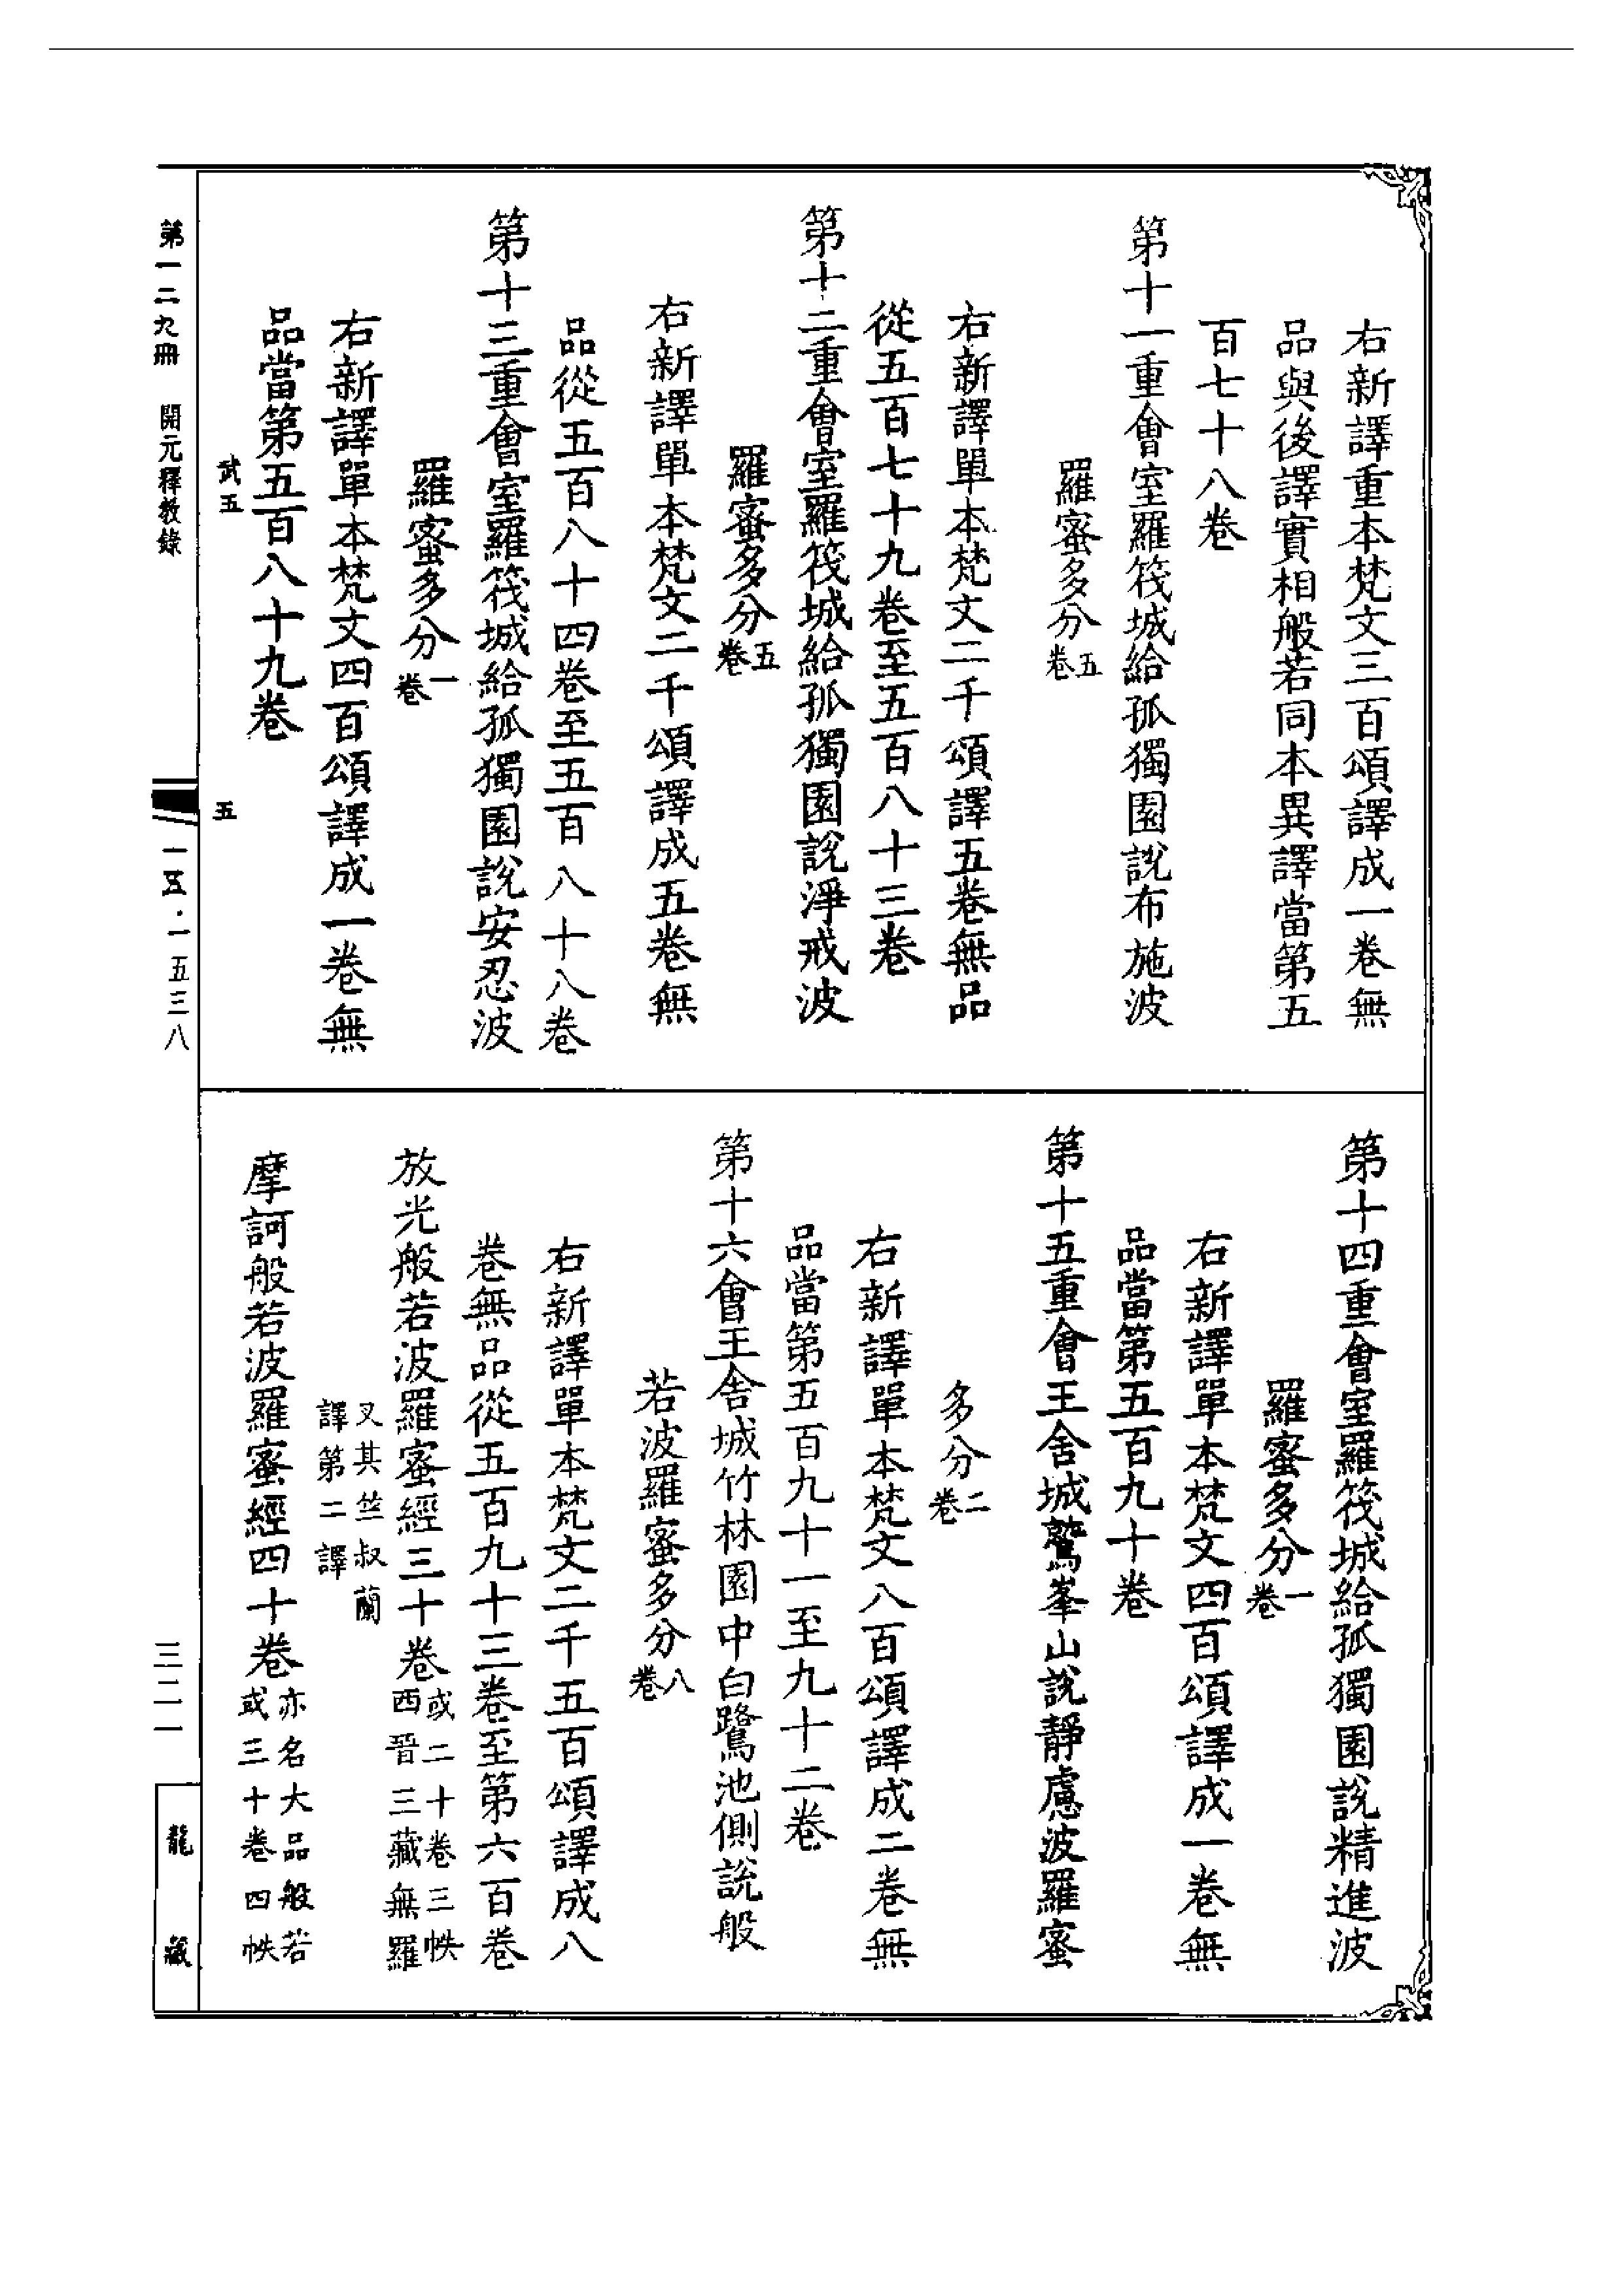 右新譯重本梵文三百頌譯成一卷無
品與後譯實相般若同本異譯當第五
百七十八卷
第十一重會室羅筏城給孤獨園說布施波
羅蜜多分五卷
右新譯單本梵文二千頌譯五卷無品
從五百七十九卷至五百八十三卷
第十二重會室羅筏城給孤獨園說淨戒波
羅蜜多分五卷
右新譯單本梵文二千頌譯成五卷無
品從五百八十四卷至五百八十八卷
第十三重會室羅筏城給孤獨園說安忍波
羅蜜多分一卷
右新譯單本梵文四百頌譯成一卷無
品當第五百八十九卷
武五
五
第十四重會室羅筏城給孤獨園說精進波
羅蜜多分一卷
右新譯單本梵文四百頌譯成一卷無
品當第五百九十卷
第十五重會王舍城鷲峯山說靜慮波羅蜜
多分二卷
右新譯單本梵文八百頌譯成二卷無
品當第五百九十一至九十二卷
第十六會王舍城竹林園中白鷺池側說般
若波羅蜜多分八卷
右新譯單本梵文二千五百頌譯成八
卷無品從五百九十三卷至第六百卷
放光般若波羅蜜經三十卷或二十卷三帙
西晉三藏無羅
叉其竺叔蘭
譯第二譯
摩訶般若波羅蜜經四十卷亦名大品般若
或三十卷四帙
第一二九冊 開元釋教錄
一五·一五三八
三二一
龍藏